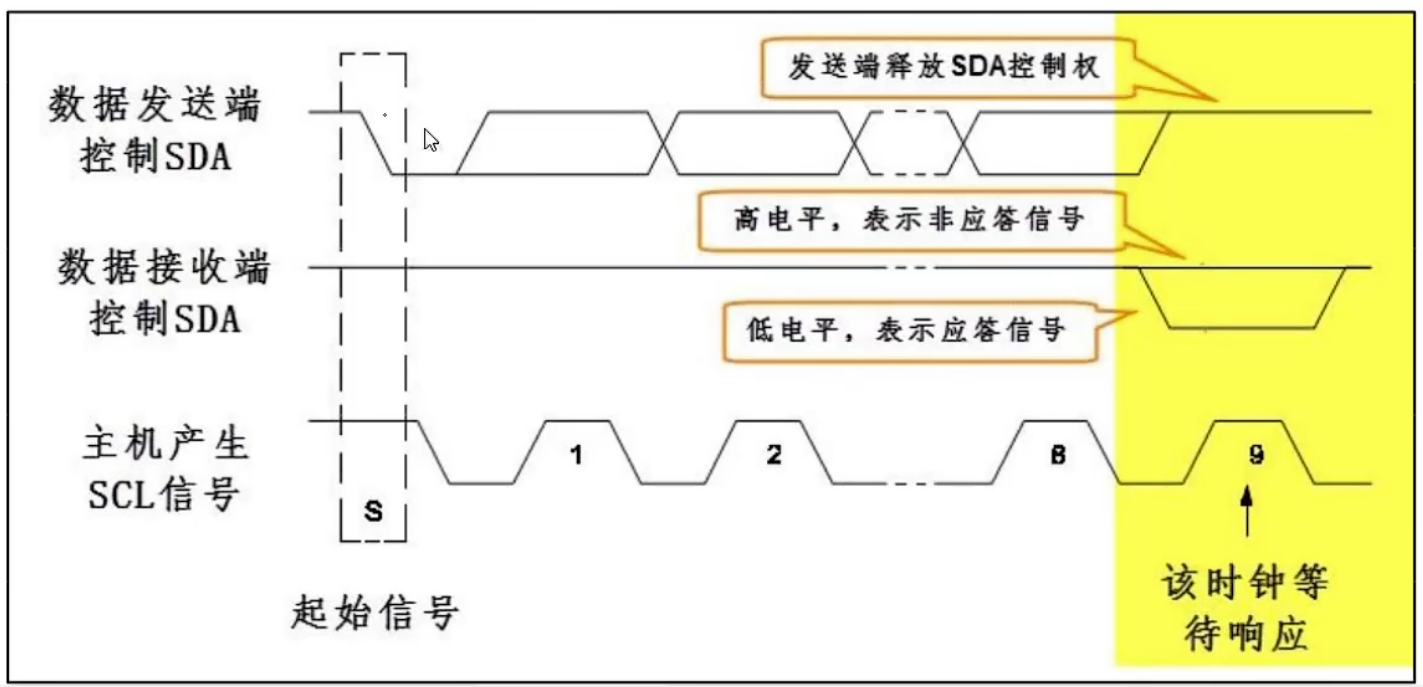 发送端释放SDA控制权
数据发送端
控制SDA
高电平，表示非应答信号
数据接收端
控制SDA
低电平，表示应答信号
主机产生
SCL信号
1
2
8
9
S
起始信号
该时钟等
待响应